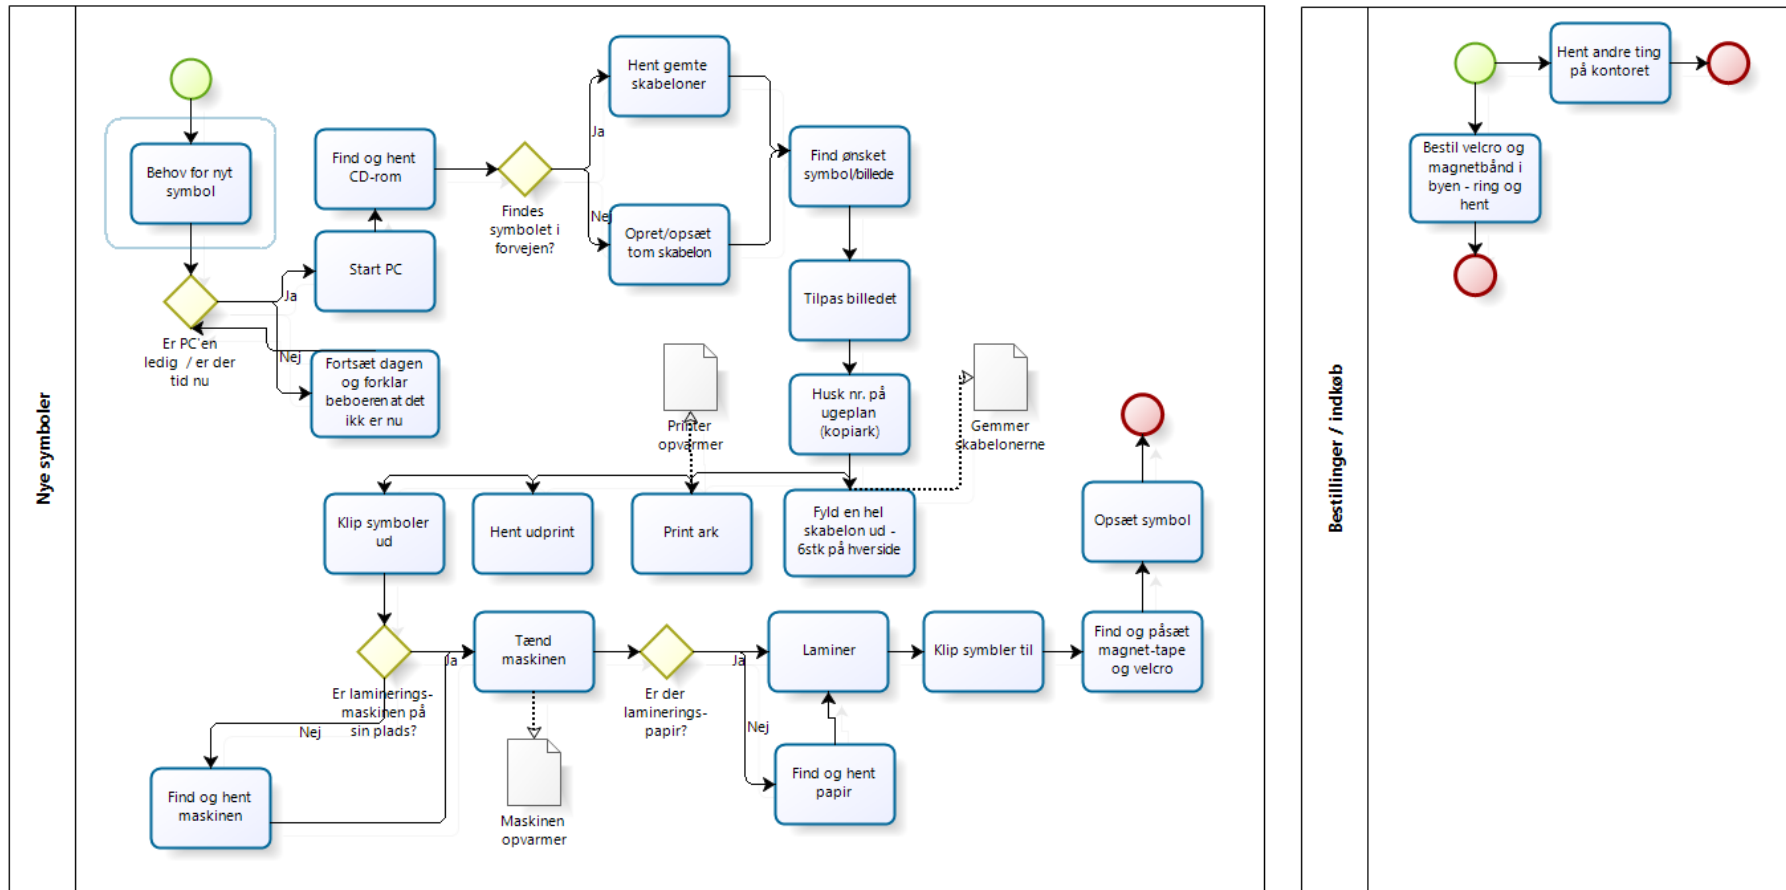 Nye symboler
Behov for nyt
symbol
Er PC'en
ledig / er der
tid nu
Ja
Nej
Start PC
Fortsæt dagen
og forklar
beboeren at det
ikk er nu
Find og hent
CD-rom
Findes
symbolet i
forvejen?
Ja
Nej
Hent gemte
skabeloner
Opret/opsæt
tom skabelon
Find ønsket
symbol/billede
Tilpas billedet
Husk nr. på
ugeplan
(kopiark)
Printer
opvarmer
Gemmer
skabelonerne
Klip symboler
ud
Hent udprint
Print ark
Fyld en hel
skabelon ud -
6stk på hverside
Opsæt symbol
Er laminerings-
maskinen på
sin plads?
Ja
Nej
Find og hent
maskinen
Tænd
maskinen
Maskinen
opvarmer
Er der
laminerings-
papir?
Ja
Nej
Find og hent
papir
Laminer
Klip symbler til
Find og påsæt
magnet-tape
og velcro
Bestillinger / indkøb
Hent andre ting
på kontoret
Bestil velcro og
magnetbånd i
byen - ring og
hent